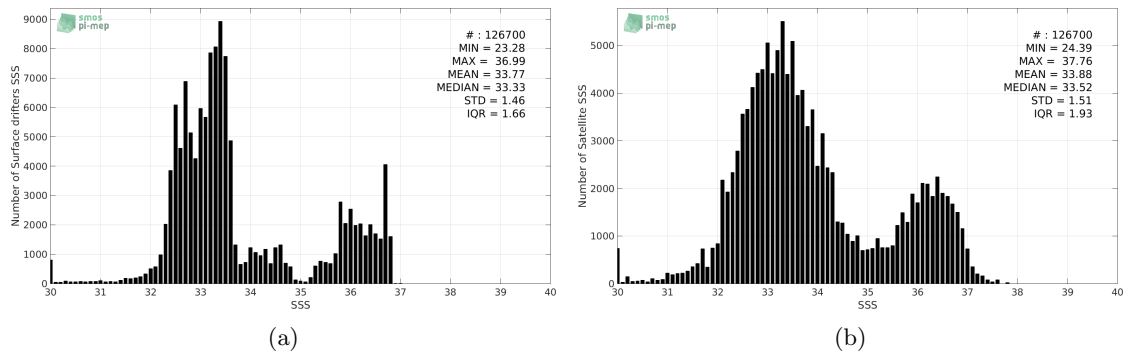 smos
pi-mep
# : 126700
MIN = 23.28
MAX = 36.99
MEAN = 33.77
MEDIAN = 33.33
STD = 1.46
IQR = 1.66
Number of Surface drifters SSS
9000
8000
7000
6000
5000
4000
3000
2000
1000
0
30 31 32 33 34 35 36 37 38 39 40
SSS
(a)
smos
pi-mep
# : 126700
MIN = 24.39
MAX = 37.76
MEAN = 33.88
MEDIAN = 33.52
STD = 1.51
IQR = 1.93
Number of Satellite SSS
5000
4000
3000
2000
1000
0
30 31 32 33 34 35 36 37 38 39 40
SSS
(b)